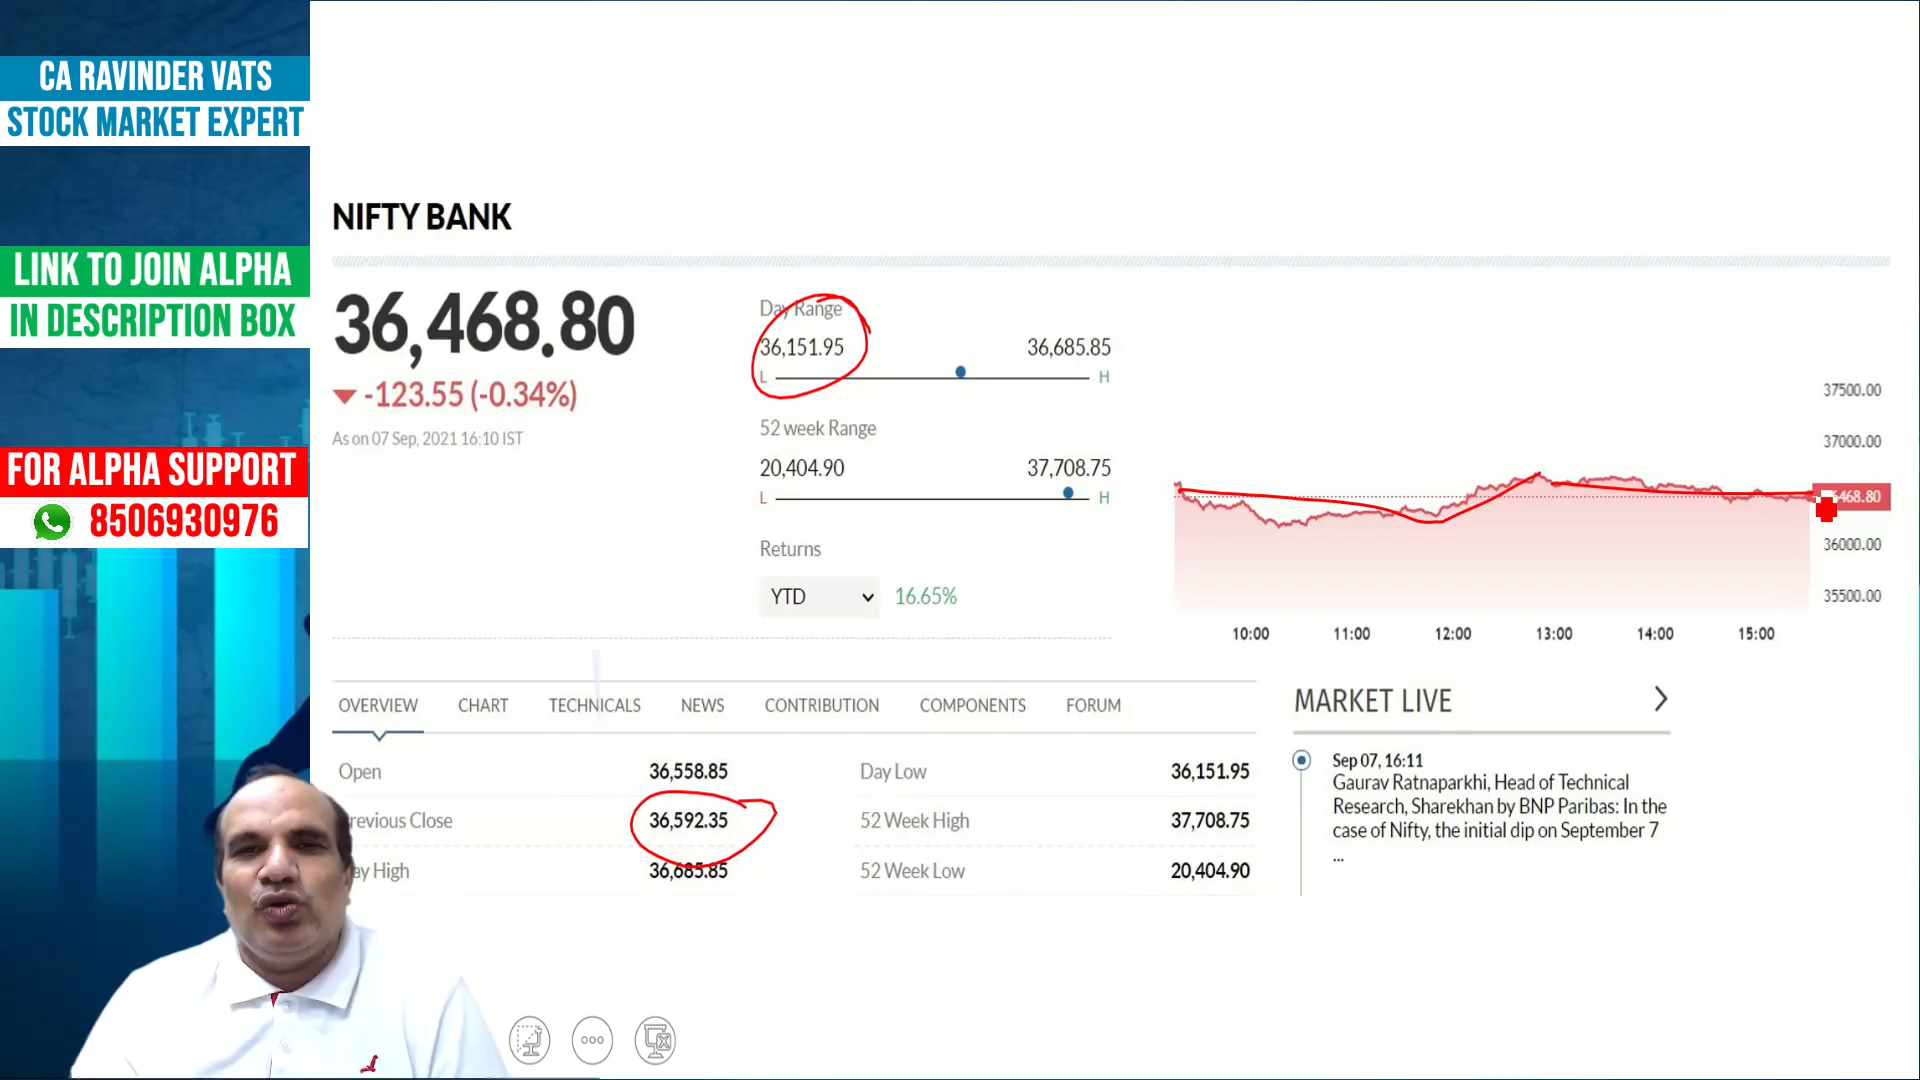 CA RAVINDER VATS
STOCK MARKET EXPERT
LINK TO JOIN ALPHA
IN DESCRIPTION BOX
FOR ALPHA SUPPORT
8506930976
NIFTY BANK
36,468.80
-123.55 (-0.34%)
As on 07 Sep, 2021 16:10 IST
Day Range
36,151.95 36,685.85
L H
52 week Range
20,404.90 37,708.75
L H
Returns
YTD 16.65%
37500.00
37000.00
468.80
36000.00
35500.00
10:00 11:00 12:00 13:00 14:00 15:00
OVERVIEW CHART TECHNICALS NEWS CONTRIBUTION COMPONENTS FORUM
Open 36,558.85 Day Low 36,151.95
revious Close 36,592.35 52 Week High 37,708.75
ay High 36,685.85 52 Week Low 20,404.90
MARKET LIVE
Sep 07, 16:11
Gaurav Ratnaparkhi, Head of Technical
Research, Sharekhan by BNP Paribas: In the
case of Nifty, the initial dip on September 7
...